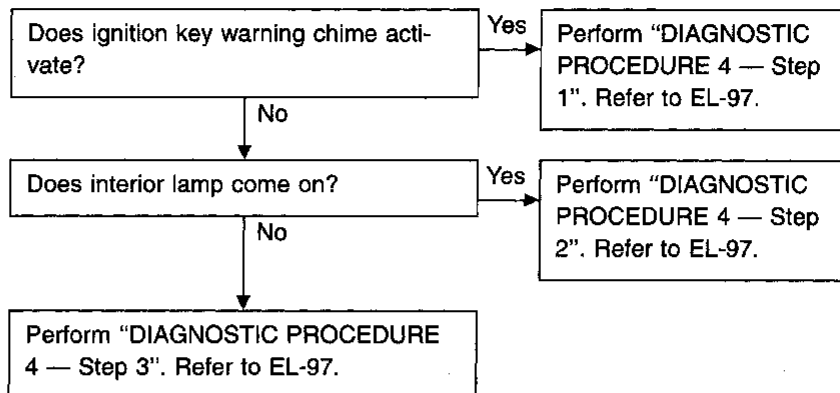 Does ignition key warning chime acti-
vate?
Yes
Perform “DIAGNOSTIC
PROCEDURE 4 — Step
1”. Refer to EL-97.
No
Does interior lamp come on?
Yes
Perform “DIAGNOSTIC
PROCEDURE 4 — Step
2”. Refer to EL-97.
No
Perform “DIAGNOSTIC PROCEDURE
4 — Step 3”. Refer to EL-97.